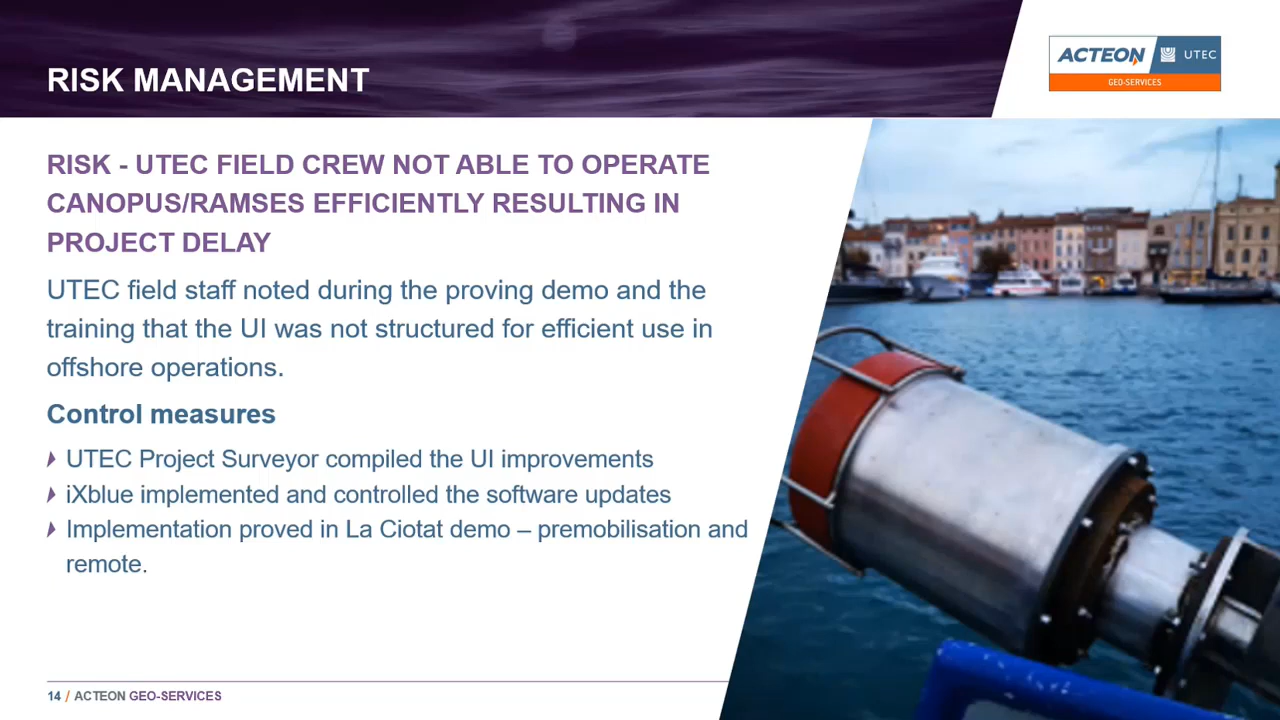 RISK MANAGEMENT
ACTEON
UTEC
GEO-SERVICES
RISK - UTEC FIELD CREW NOT ABLE TO OPERATE
CANOPUS/RAMSES EFFICIENTLY RESULTING IN
PROJECT DELAY
UTEC field staff noted during the proving demo and the
training that the UI was not structured for efficient use in
offshore operations.
Control measures
UTEC Project Surveyor compiled the UI improvements
iXblue implemented and controlled the software updates
Implementation proved in La Ciotat demo – premobilisation and
remote.
14 / ACTEON GEO-SERVICES